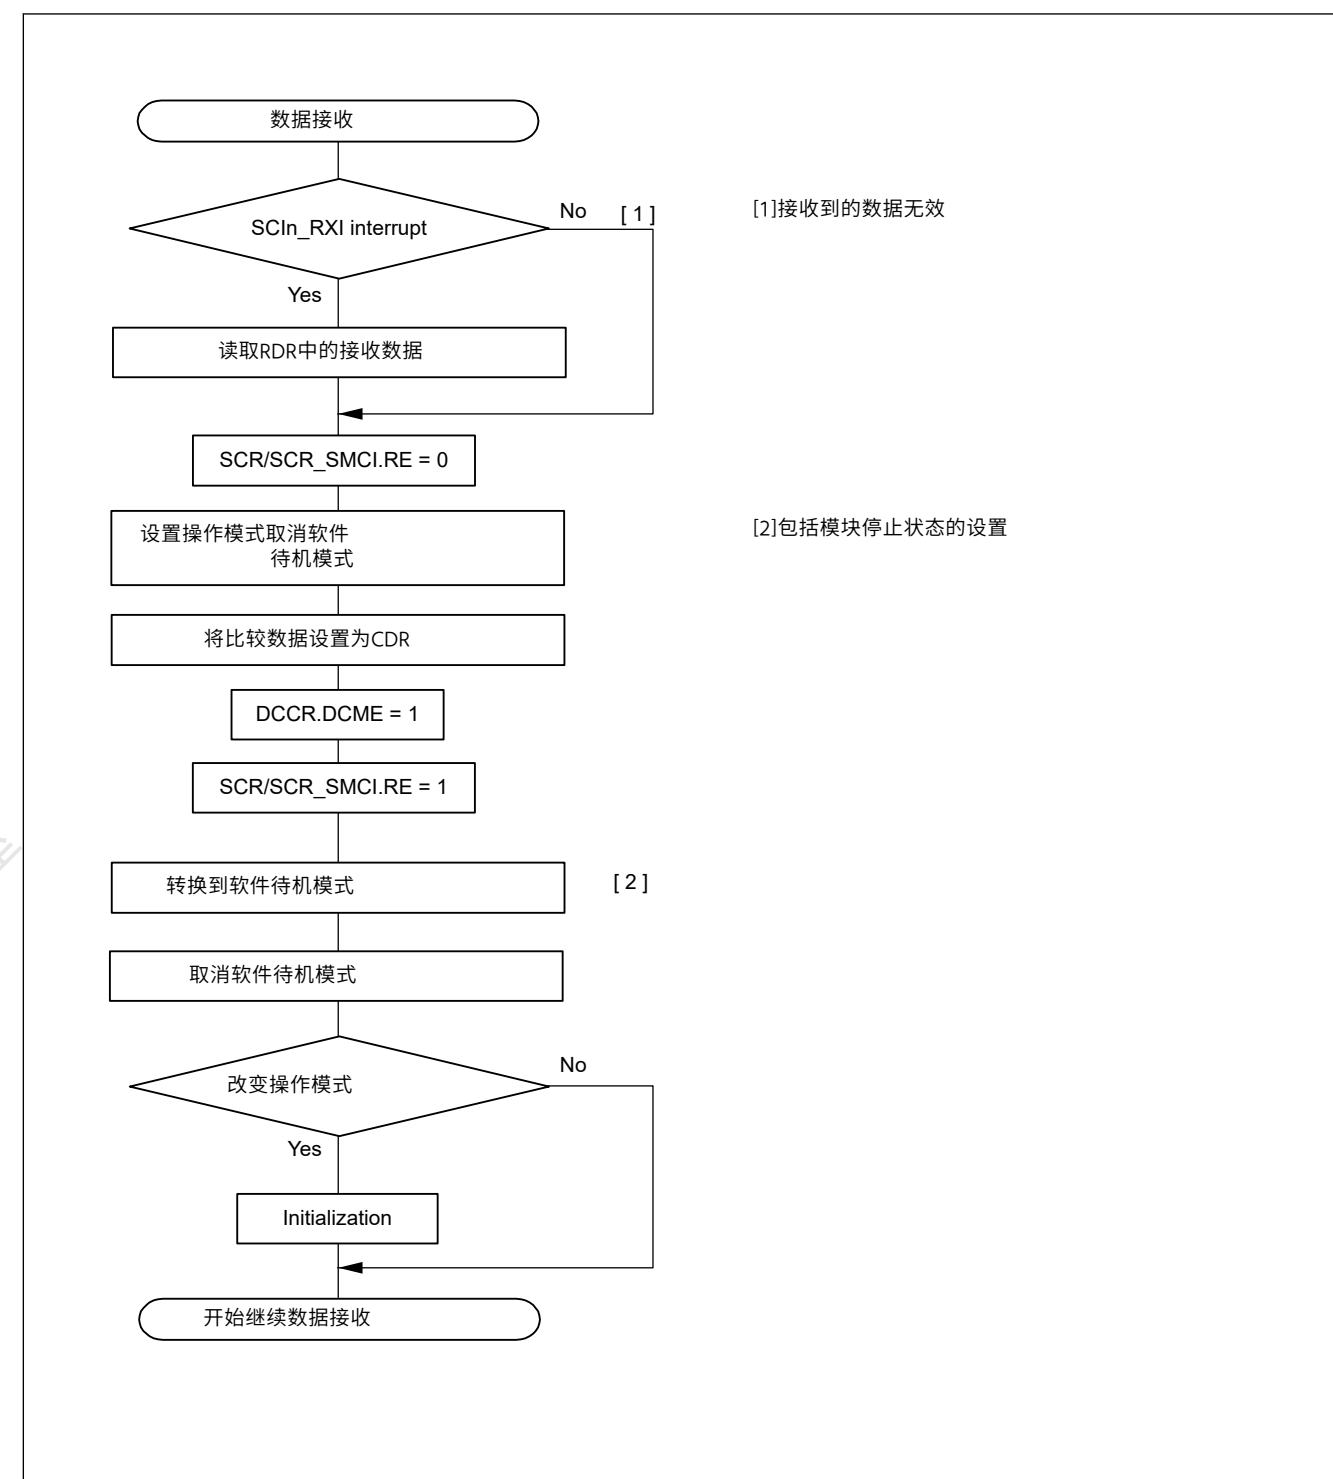 数据接收
SCIn_RXI interrupt
No
[ 1 ]
[1]接收到的数据无效
Yes
读取RDR中的接收数据
SCR/SCR_SMCI.RE = 0
设置操作模式取消软件
待机模式
[2]包括模块停止状态的设置
将比较数据设置为CDR
DCCR.DCME = 1
SCR/SCR_SMCI.RE = 1
转换到软件待机模式
[ 2 ]
取消软件待机模式
No
改变操作模式
Yes
Initialization
开始继续数据接收